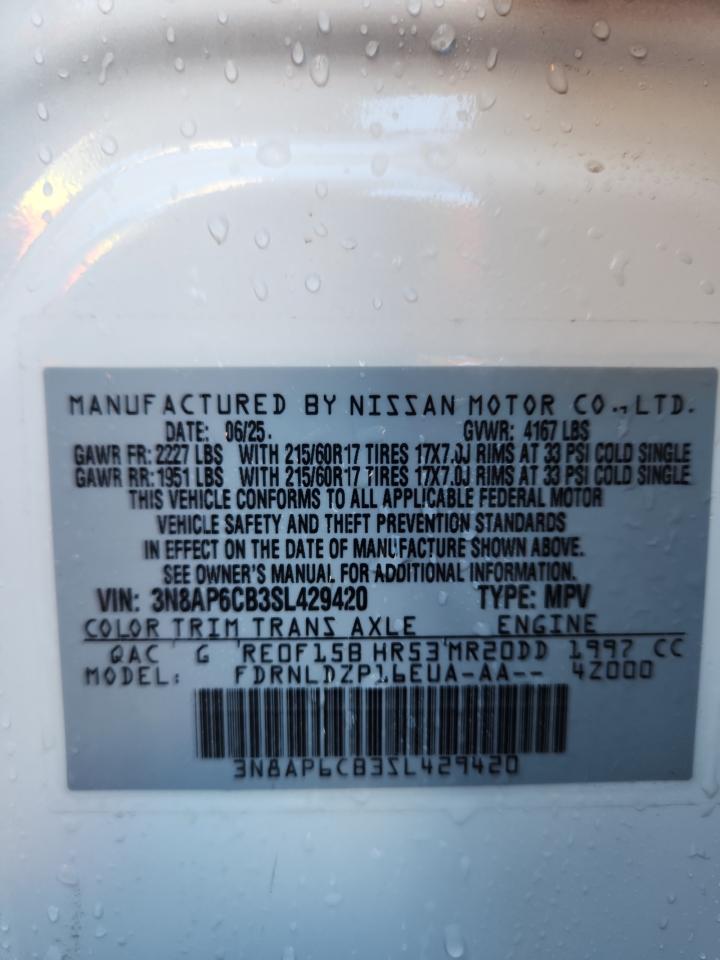 MANUFACTURED BY NISSAN MOTOR CO., LTD.
DATE: 06/25. GVWR: 4167 LBS
GAWR FR: 2227 LBS WITH 215/60R17 TIRES 17X7.0J RIMS AT 33 PSI COLD SINGLE
GAWR RR: 1951 LBS WITH 215/60R17 TIRES 17X7.0J RIMS AT 33 PSI COLD SINGLE
THIS VEHICLE CONFORMS TO ALL APPLICABLE FEDERAL MOTOR
VEHICLE SAFETY AND THEFT PREVENTION STANDARDS
IN EFFECT ON THE DATE OF MANUFACTURE SHOWN ABOVE.
SEE OWNER'S MANUAL FOR ADDITIONAL INFORMATION.
VIN: 3N8AP6CB3SL429420 TYPE: MPV
COLOR TRIM TRANS AXLE ENGINE
QAC G RE0F15B HR53 MR20DD 1997 CC
MODEL: FDRNLDZP16EUA-AA-- 4Z000
3N8AP6CB3SL429420